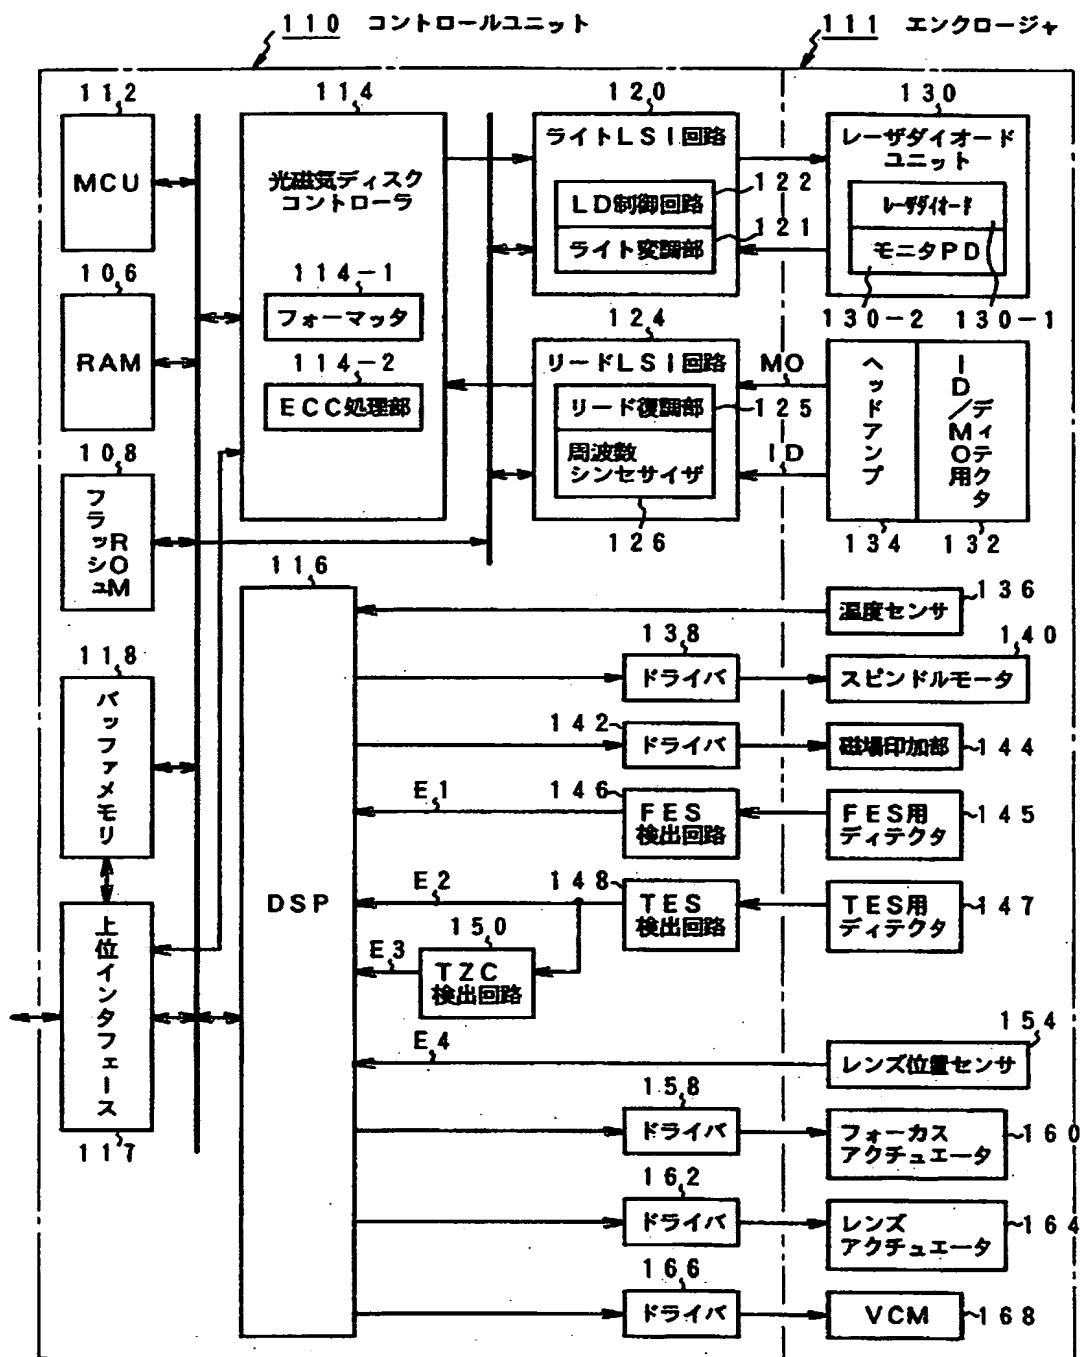 110 コントロールユニット
111 エンクロージャ
112
MCU
106
RAM
108
フラッシュ
ROM
118
バッファメモリ
上位インタフェース
117
114
光磁気ディスク
コントローラ
114-1
フォーマッタ
114-2
ECC処理部
120
ライトLSI回路
122
LD制御回路
121
ライト変調部
124
リードLSI回路
リード復調部
125
周波数
シンセサイザ
126
130
レーザダイオード
ユニット
レーザダイオード
モニタPD
130-2
130-1
MO
ID
ヘッドアンプ
134
ID/MO用
ディテクタ
132
116
DSP
温度センサ
136
138
ドライバ
140
スピンドルモータ
142
ドライバ
磁場印加部
144
E1
146
FES
検出回路
FES用
ディテクタ
145
E2
148
TES
検出回路
TES用
ディテクタ
147
E3
150
TZC
検出回路
E4
154
レンズ位置センサ
158
ドライバ
フォーカス
アクチュエータ
160
162
ドライバ
レンズ
アクチュエータ
164
166
ドライバ
VCM
168